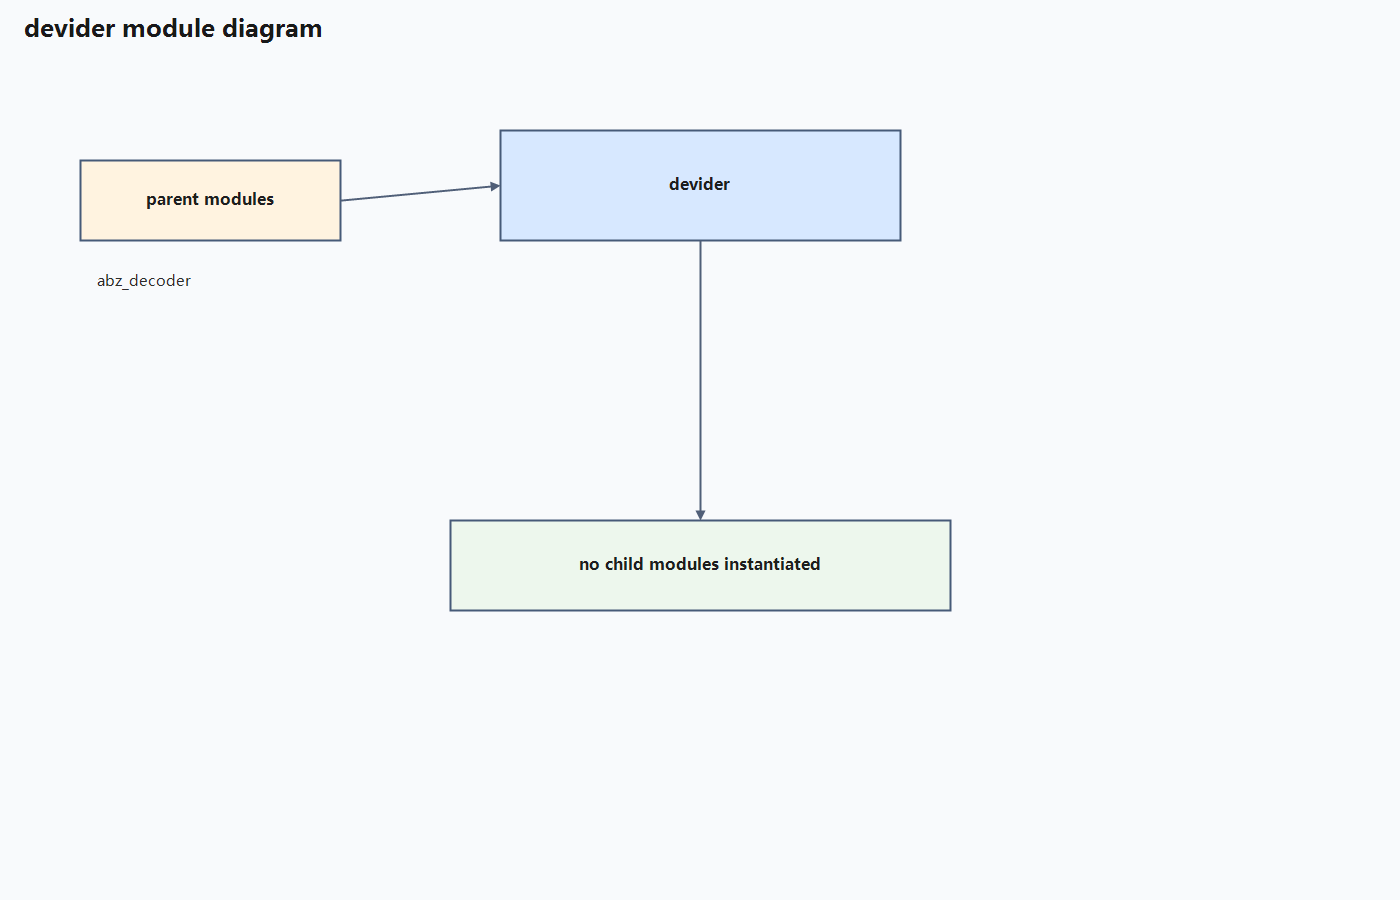 devider module diagram
parent modules
devider
abz_decoder
no child modules instantiated